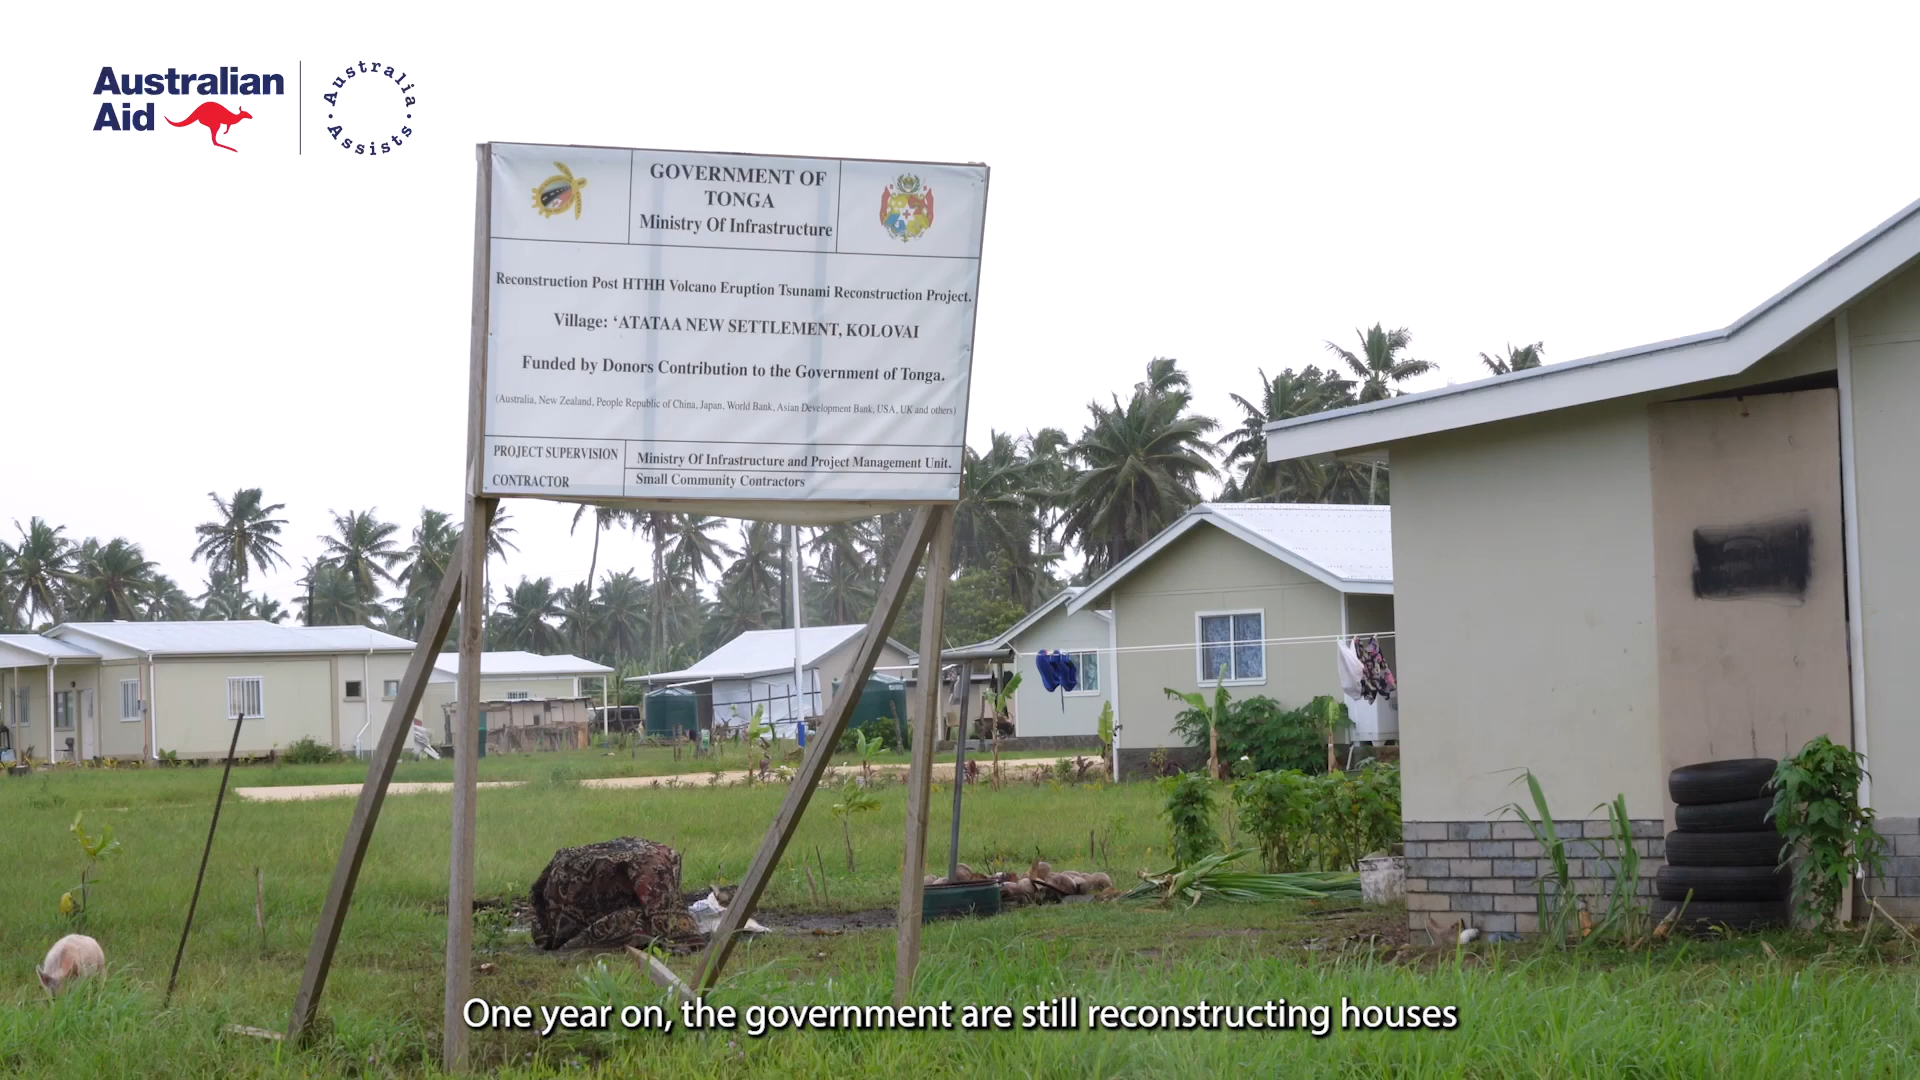 Australian
Aid
Australia
Assists
GOVERNMENT OF
TONGA
Ministry Of Infrastructure
Reconstruction Post HTHH Volcano Eruption Tsunami Reconstruction Project.
Village: ‘ATATAA NEW SETTLEMENT, KOLOVAI
Funded by Donors Contribution to the Government of Tonga.
(Australia, New Zealand, People Republic of China, Japan, World Bank, Asian Development Bank, USA, UK and others)
PROJECT SUPERVISION
Ministry Of Infrastructure and Project Management Unit.
CONTRACTOR
Small Community Contractors
One year on, the government are still reconstructing houses